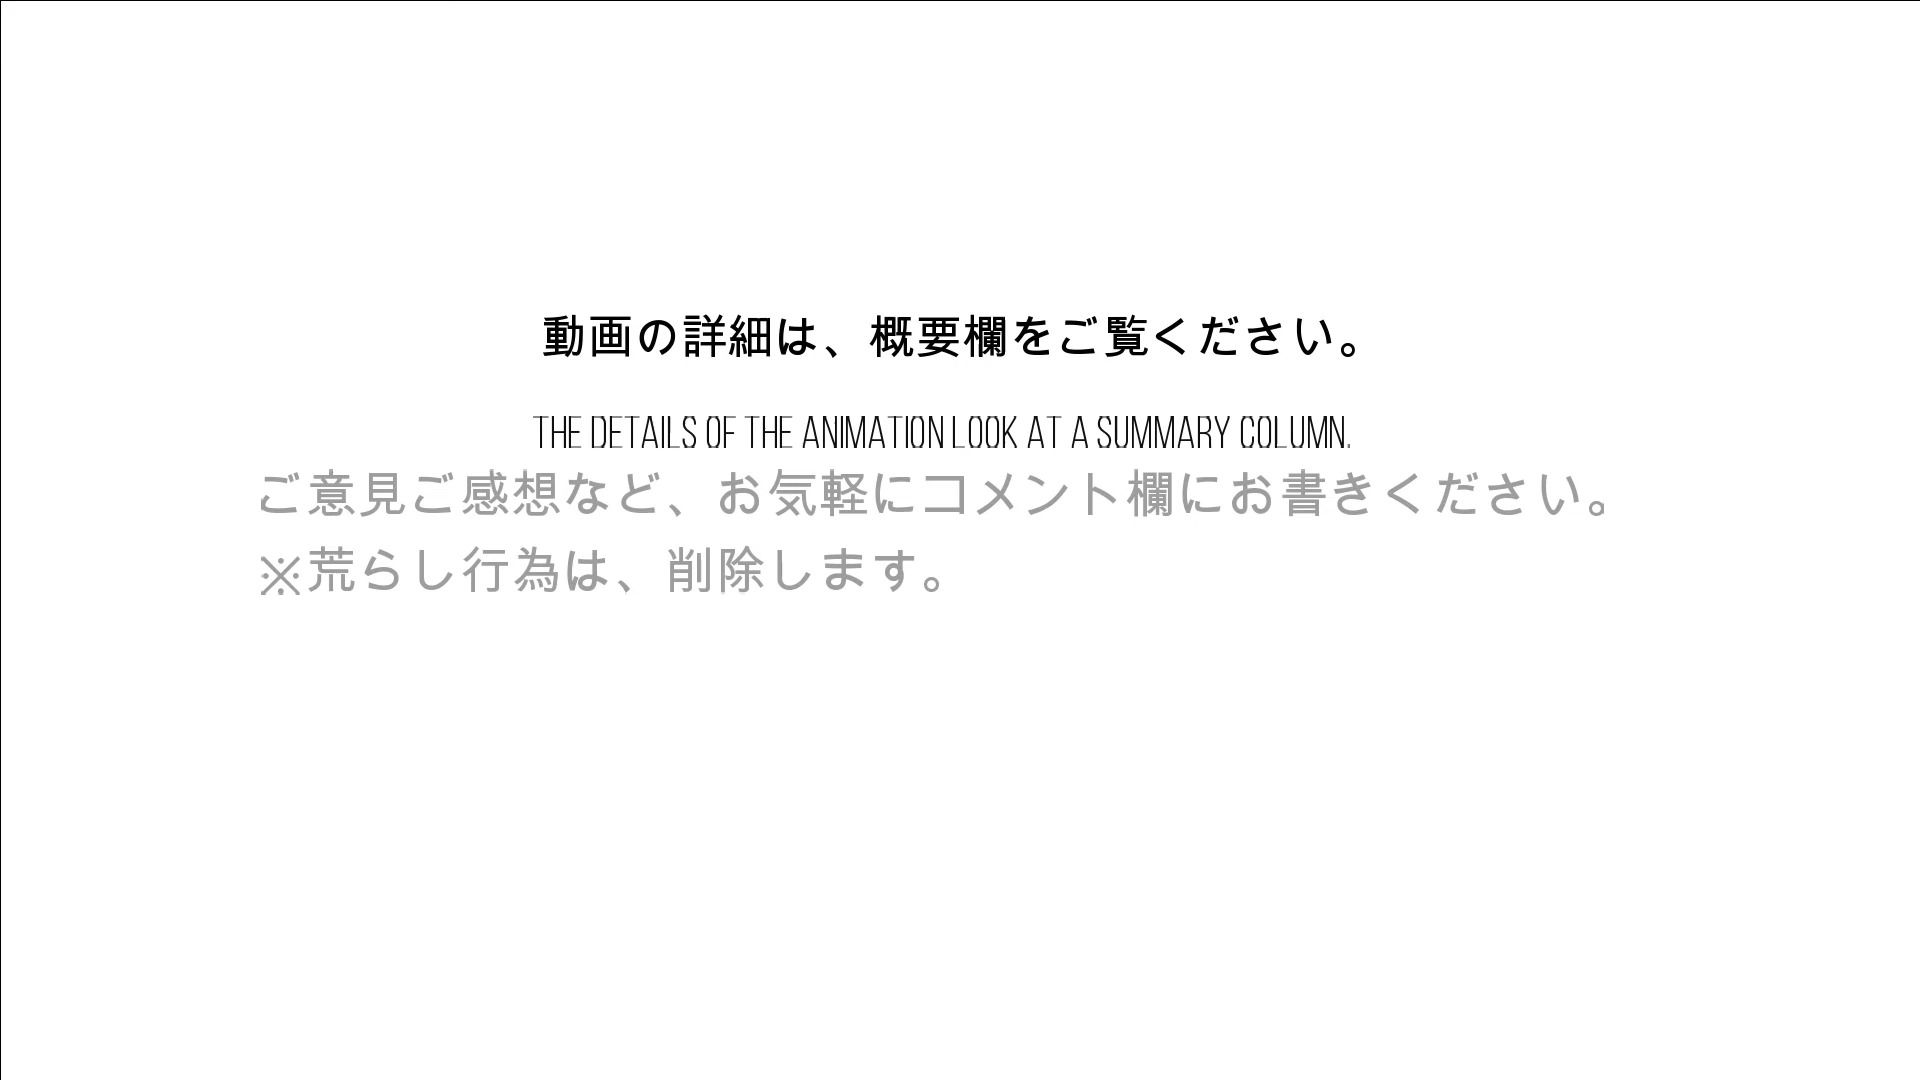 動画の詳細は、概要欄をご覧ください。
THE DETAILS OF THE ANIMATION LOOK AT A SUMMARY COLUMN.
ご意見ご感想など、お気軽にコメント欄にお書きください。
※荒らし行為は、削除します。